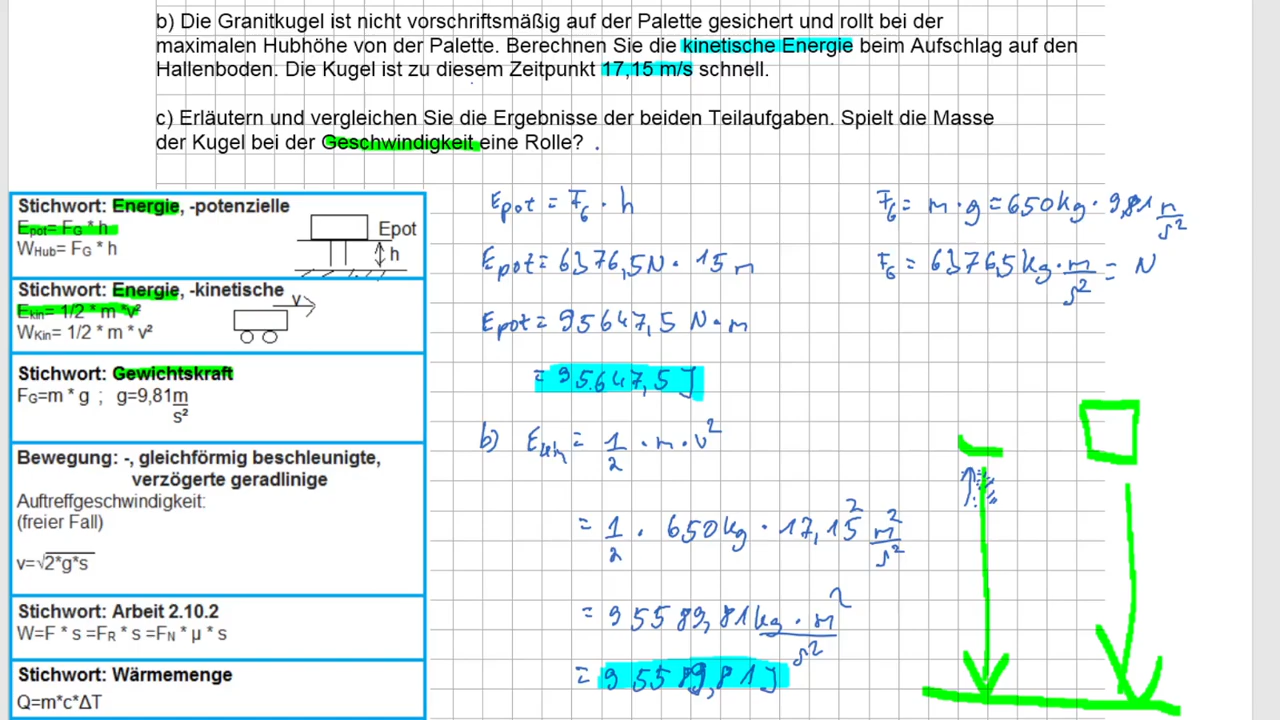 b) Die Granitkugel ist nicht vorschriftsmäßig auf der Palette gesichert und rollt bei der
maximalen Hubhöhe von der Palette. Berechnen Sie die kinetische Energie beim Aufschlag auf den
Hallenboden. Die Kugel ist zu diesem Zeitpunkt 17,15 m/s schnell.
c) Erläutern und vergleichen Sie die Ergebnisse der beiden Teilaufgaben. Spielt die Masse
der Kugel bei der Geschwindigkeit eine Rolle?
Stichwort: Energie, -potenzielle
Epot= FG * h
WHub= FG * h
Epot
h
Stichwort: Energie, -kinetische
Ekin= 1/2 * m *v²
WKin= 1/2 * m * v²
v
Stichwort: Gewichtskraft
FG=m * g ; g=9,81m
s²
Bewegung: -, gleichförmig beschleunigte,
verzögerte geradlinige
Auftreffgeschwindigkeit:
(freier Fall)
v=√2*g*s
Stichwort: Arbeit 2.10.2
W=F * s =FR * s =FN * µ * s
Stichwort: Wärmemenge
Q=m*c*ΔT
Epot = FG · h
Epot = 6376,5N · 15 m
Epot = 95647,5 N·m
= 95.647,5 J
b) Ekin = 1/2 · m · v²
= 1/2 · 650kg · 17,15² m²/s²
= 95589,81 kg · m²/s²
= 95589,81 J
FG = m·g = 650kg · 9,81 m/s²
FG = 6376,5 kg · m/s² = N